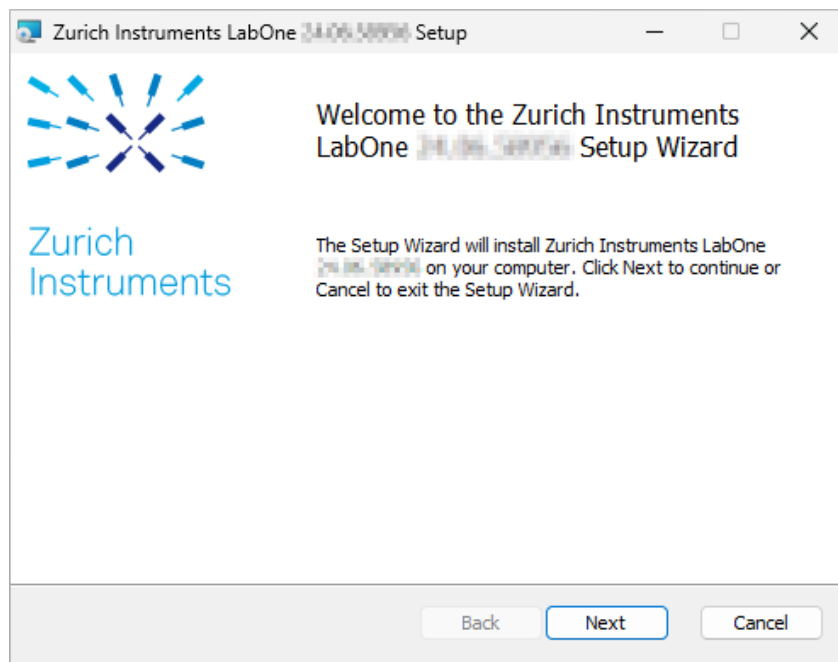 Zurich Instruments LabOne Setup
Welcome to the Zurich Instruments
LabOne Setup Wizard
Zurich
Instruments
The Setup Wizard will install Zurich Instruments LabOne
on your computer. Click Next to continue or
Cancel to exit the Setup Wizard.
Back
Next
Cancel